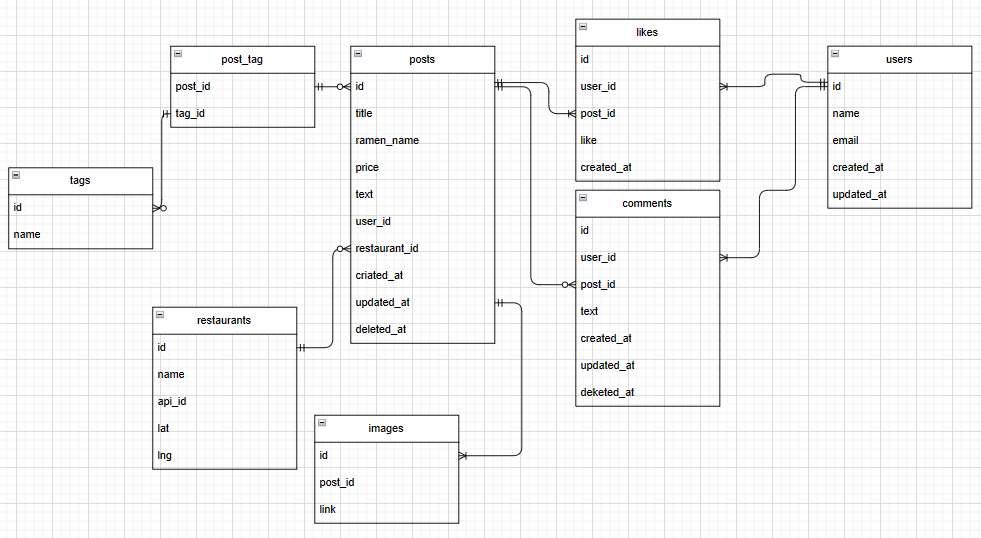 post_tag
post_id
tag_id
tags
id
name
posts
id
title
ramen_name
price
text
user_id
restaurant_id
criated_at
updated_at
deleted_at
restaurants
id
name
api_id
lat
lng
images
id
post_id
link
likes
id
user_id
post_id
like
created_at
comments
id
user_id
post_id
text
created_at
updated_at
deketed_at
users
id
name
email
created_at
updated_at